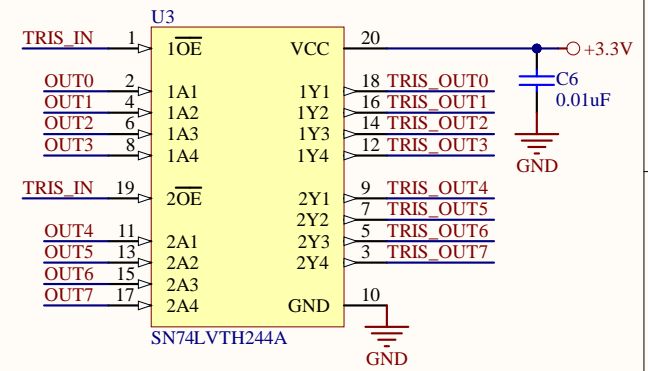 U3
TRIS_IN 1 1OE VCC 20 +3.3V
OUT0 2 1A1 1Y1 18 TRIS_OUT0 C6
OUT1 4 1A2 1Y2 16 TRIS_OUT1 0.01uF
OUT2 6 1A3 1Y3 14 TRIS_OUT2
OUT3 8 1A4 1Y4 12 TRIS_OUT3
GND
TRIS_IN 19 2OE 2Y1 9 TRIS_OUT4
2Y2 7 TRIS_OUT5
OUT4 11 2A1 2Y3 5 TRIS_OUT6
OUT5 13 2A2 2Y4 3 TRIS_OUT7
OUT6 15 2A3
OUT7 17 2A4 GND 10
SN74LVTH244A
GND